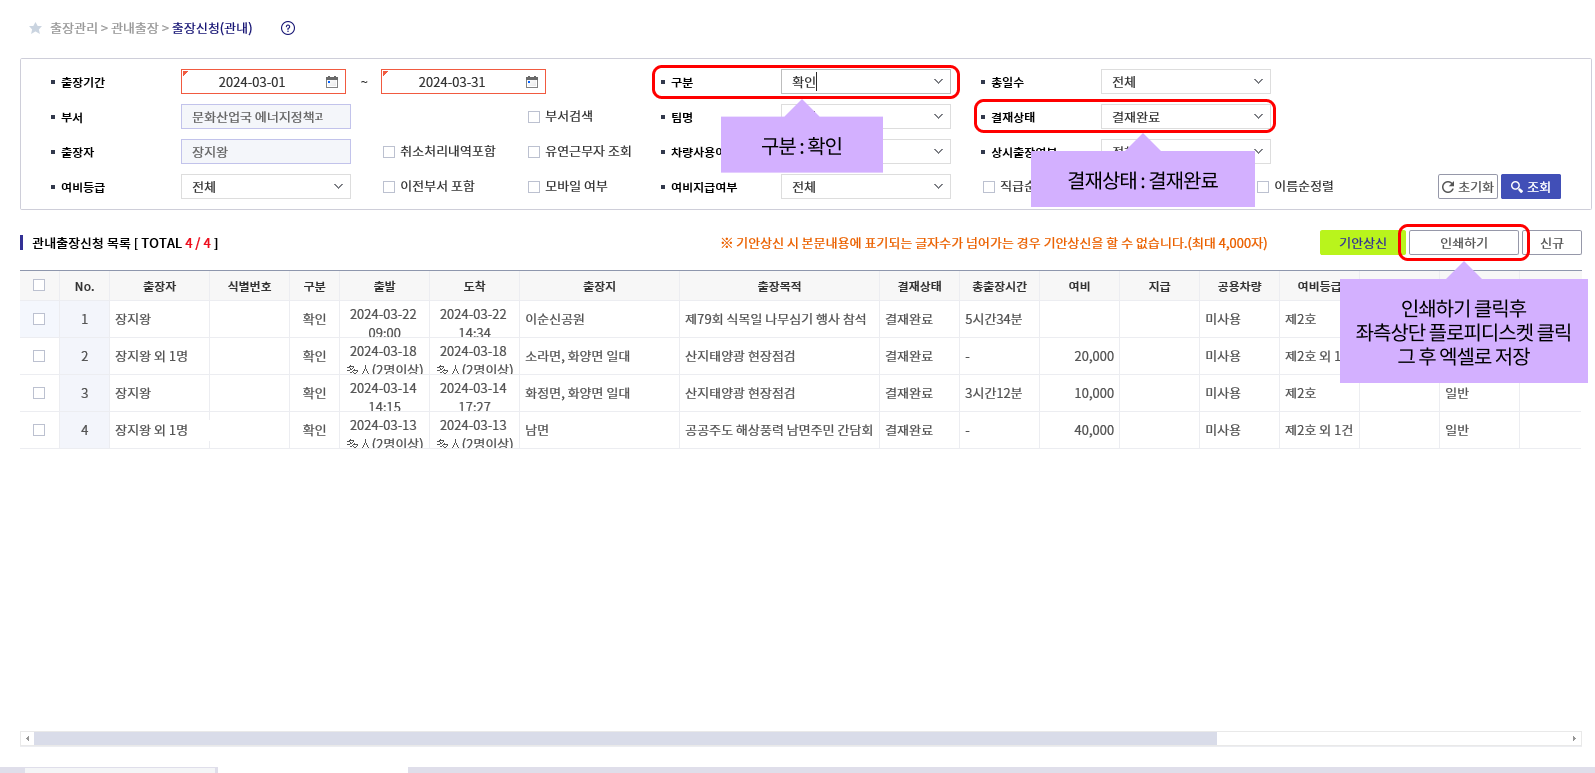 출장관리 > 관내출장 > 출장신청(관내) ?
출장기간 2024-03-01 ~ 2024-03-31 구분 확인 총일수 전체
부서 문화산업국 에너지정책과 부서검색 팀명 결재상태 결재완료
출장자 장지왕 취소처리내역포함 유연근무자 조회 차량사용여 상시출장여부 전체
여비등급 전체 이전부서 포함 모바일 여부 여비지급여부 전체 직급순 이름순정렬 초기화 조회
구분 : 확인
결재상태 : 결재완료
관내출장신청 목록 [ TOTAL 4 / 4 ] ※ 기안상신 시 본문내용에 표기되는 글자수가 넘어가는 경우 기안상신을 할 수 없습니다.(최대 4,000자) 기안상신 인쇄하기 신규
No. 출장자 식별번호 구분 출발 도착 출장지 출장목적 결재상태 총출장시간 여비 지급 공용차량 여비등급
1 장지왕 확인 2024-03-22 09:00 2024-03-22 14:34 이순신공원 제79회 식목일 나무심기 행사 참석 결재완료 5시간34분 미사용 제2호
2 장지왕 외 1명 확인 2024-03-18 多人(2명이상) 2024-03-18 多人(2명이상) 소라면, 화양면 일대 산지태양광 현장점검 결재완료 - 20,000 미사용 제2호 외 1
3 장지왕 확인 2024-03-14 14:15 2024-03-14 17:27 화정면, 화양면 일대 산지태양광 현장점검 결재완료 3시간12분 10,000 미사용 제2호 일반
4 장지왕 외 1명 확인 2024-03-13 多人(2명이상) 2024-03-13 多人(2명이상) 남면 공공주도 해상풍력 남면주민 간담회 결재완료 - 40,000 미사용 제2호 외 1건 일반
인쇄하기 클릭후
좌측상단 플로피디스켓 클릭
그 후 엑셀로 저장